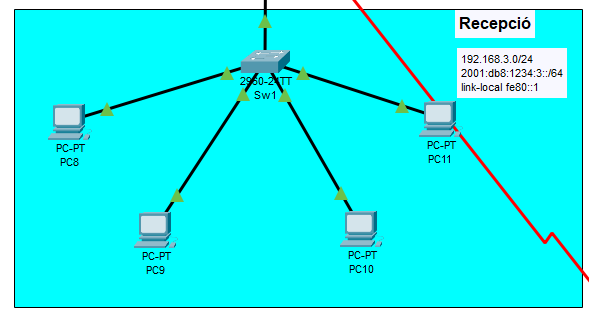 Recepció
192.168.3.0/24
2001:db8:1234:3::/64
link-local fe80::1
2960-24TT
Sw1
PC-PT
PC8
PC-PT
PC11
PC-PT
PC9
PC-PT
PC10